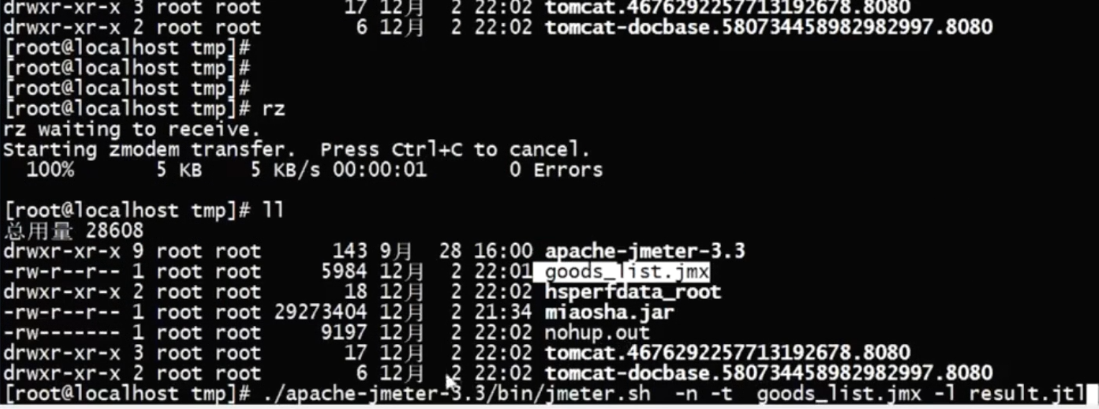 drwxr-xr-x 3 root root       17 12月  2 22:02 tomcat.4676292257713192678.8080
drwxr-xr-x 2 root root        6 12月  2 22:02 tomcat-docbase.580734458982982997.8080
[root@localhost tmp]#
[root@localhost tmp]#
[root@localhost tmp]#
[root@localhost tmp]# rz
rz waiting to receive.
Starting zmodem transfer.  Press Ctrl+C to cancel.
  100%       5 KB    5 KB/s 00:00:01       0 Errors
[root@localhost tmp]# ll
总用量 28608
drwxr-xr-x 9 root root      143 9月  28 16:00 apache-jmeter-3.3
-rw-r--r-- 1 root root     5984 12月  2 22:01 goods_list.jmx
drwxr-xr-x 2 root root       18 12月  2 22:02 hsperfdata_root
-rw-r--r-- 1 root root 29273404 12月  2 21:34 miaosha.jar
-rw------- 1 root root     9197 12月  2 22:02 nohup.out
drwxr-xr-x 3 root root       17 12月  2 22:02 tomcat.4676292257713192678.8080
drwxr-xr-x 2 root root        6 12月  2 22:02 tomcat-docbase.580734458982982997.8080
[root@localhost tmp]# ./apache-jmeter-3.3/bin/jmeter.sh  -n -t  goods_list.jmx -l result.jtl